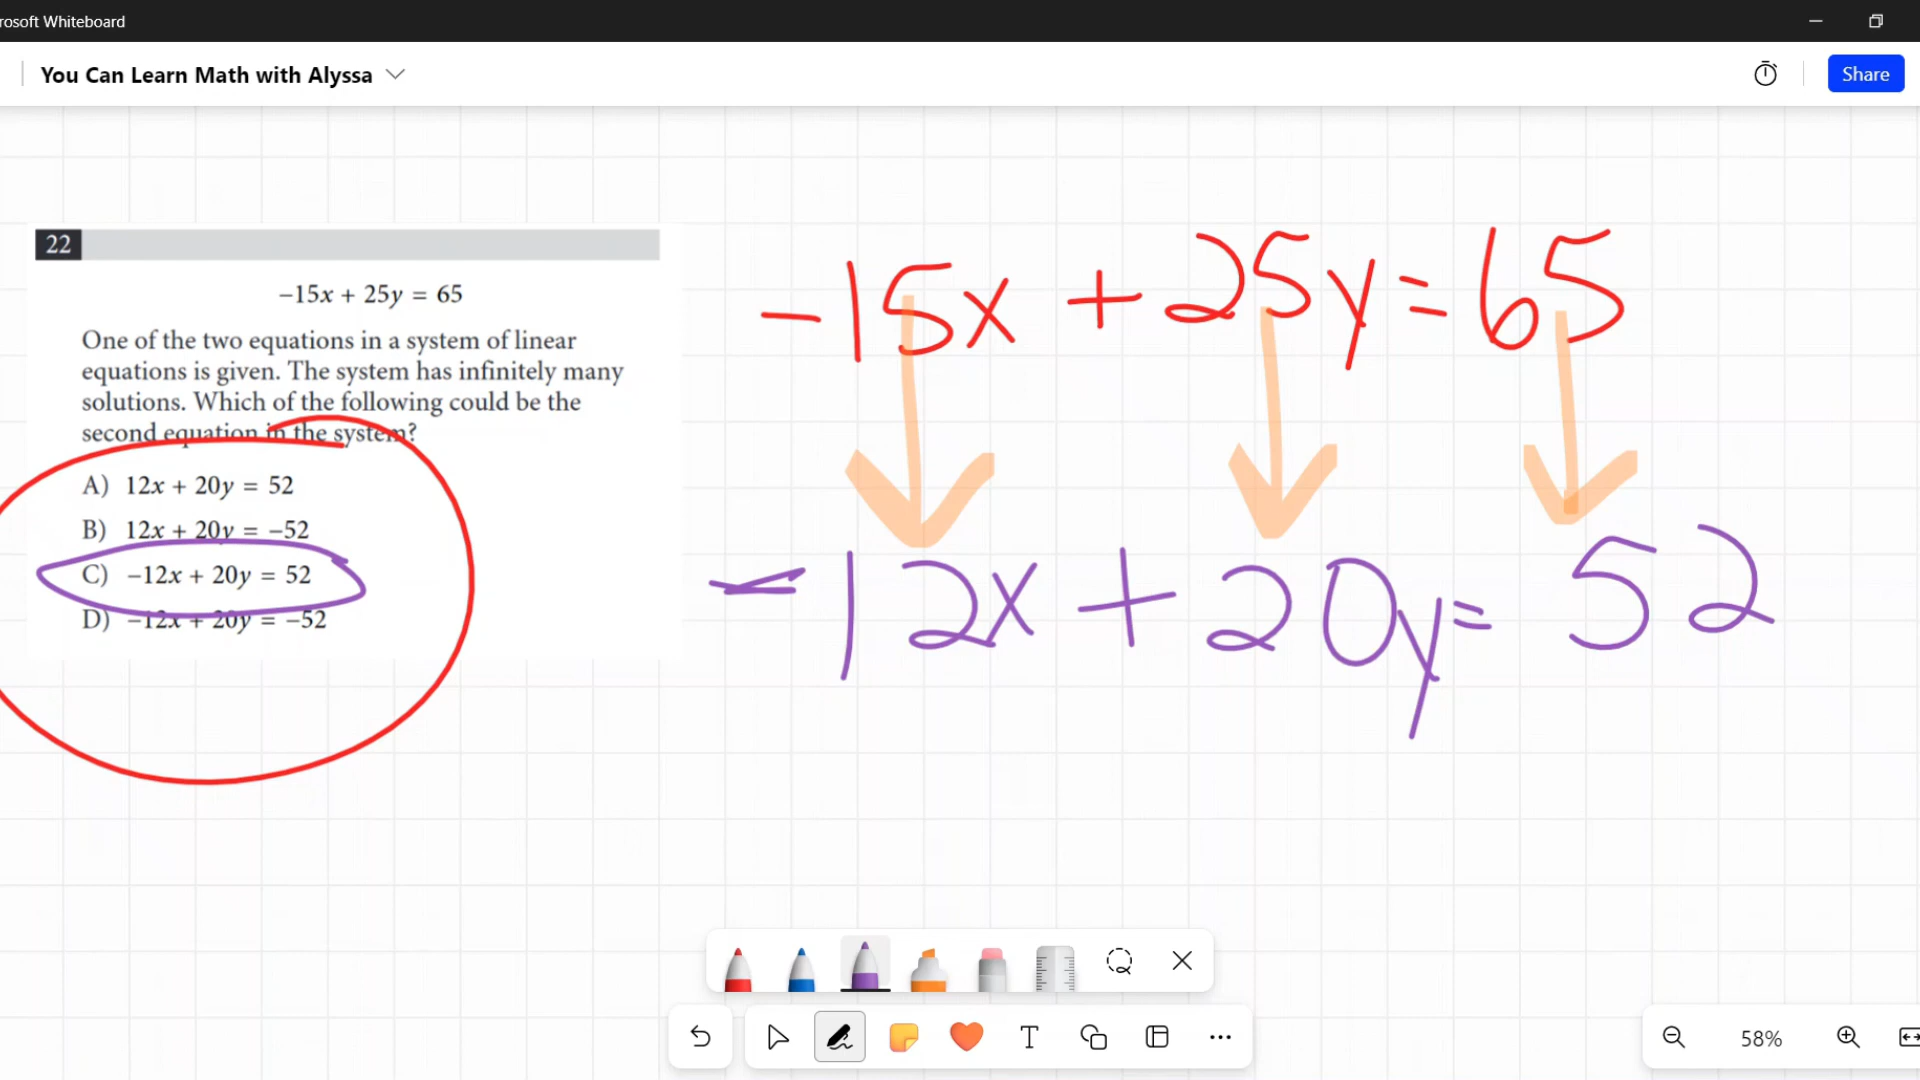 rosoft Whiteboard
You Can Learn Math with Alyssa
Share
22
−15x + 25y = 65
One of the two equations in a system of linear
equations is given. The system has infinitely many
solutions. Which of the following could be the
second equation in the system?
A) 12x + 20y = 52
B) 12x + 20y = −52
C) −12x + 20y = 52
D) −12x + 20y = −52
-15x + 25y = 65
-12x + 20y = 52
T
58%